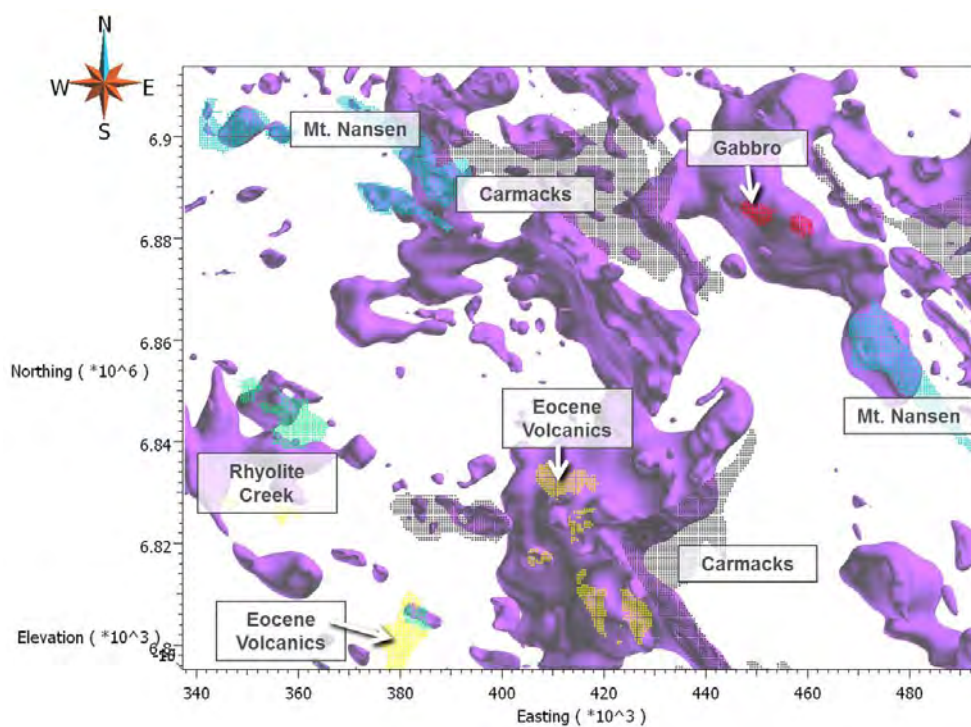 N
W E
S
Mt. Nansen
Gabbro
Carmacks
6.9
6.88
6.86
Northing ( *10^6 )
6.84
Eocene
Volcanics
Mt. Nansen
Rhyolite
Creek
6.82
Carmacks
Eocene
Volcanics
Elevation ( *10^3 )
340 360 380 400 420 440 460 480
Easting ( *10^3 )